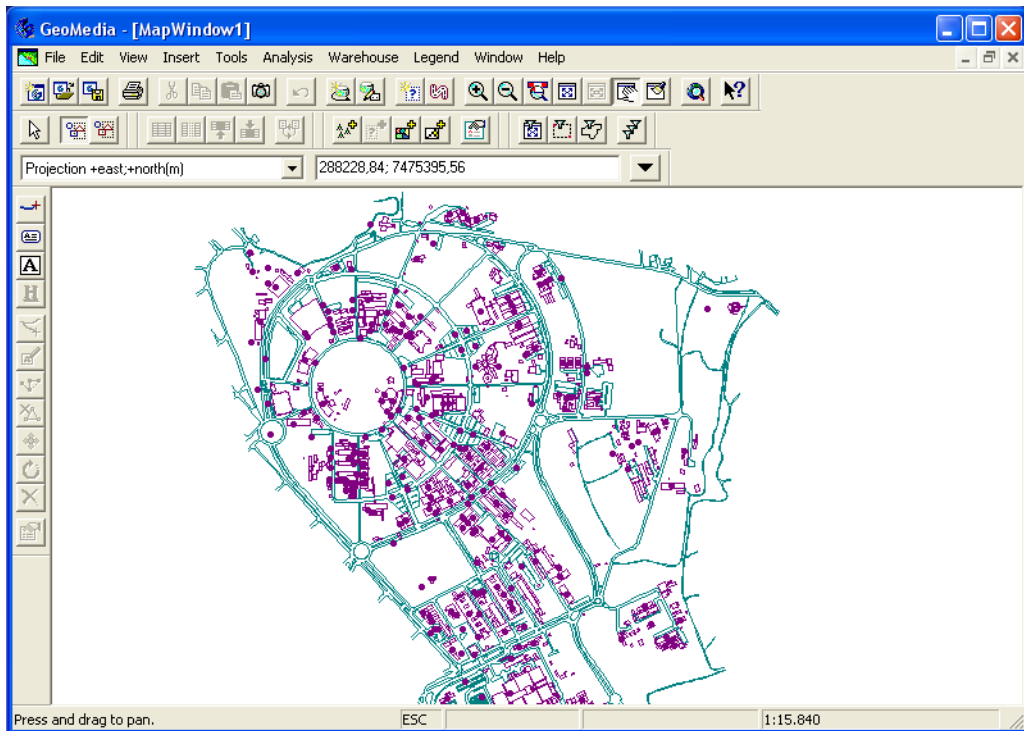 GeoMedia - [MapWindow1]
File Edit View Insert Tools Analysis Warehouse Legend Window Help
Projection +east;+north(m) 288228,84; 7475395,56
A
H
Press and drag to pan. ESC 1:15.840